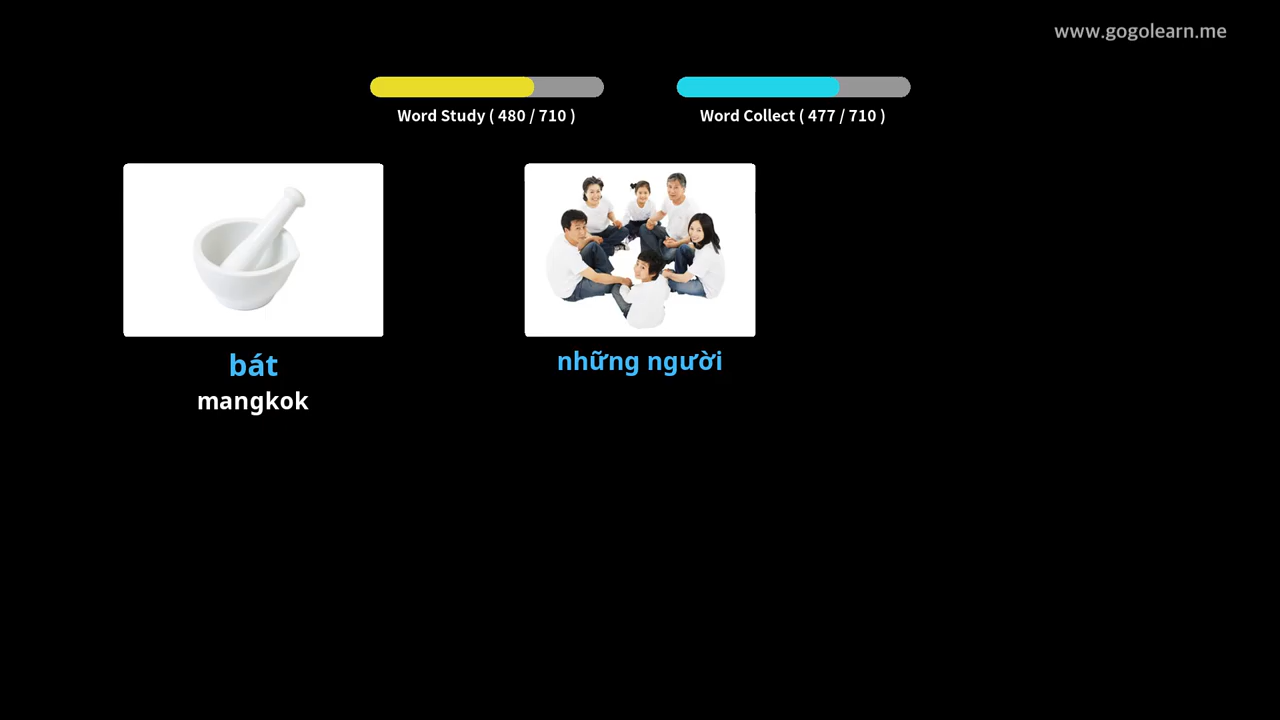 www.gogolearn.me
Word Study ( 480 / 710 )
Word Collect ( 477 / 710 )
bát
mangkok
những người